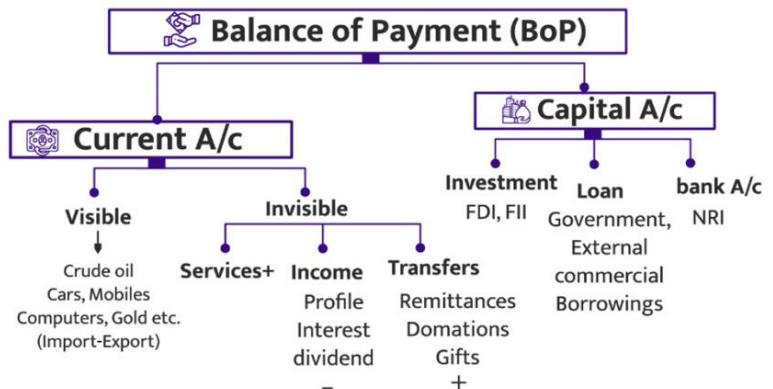 Balance of Payment (BoP)
Current A/c
Capital A/c
Visible
Crude oil
Cars, Mobiles
Computers, Gold etc.
(Import-Export)
Invisible
Services+
Income
Profile
Interest
dividend
–
Transfers
Remittances
Domations
Gifts
+
Investment
FDI, FII
Loan
Government,
External
commercial
Borrowings
bank A/c
NRI